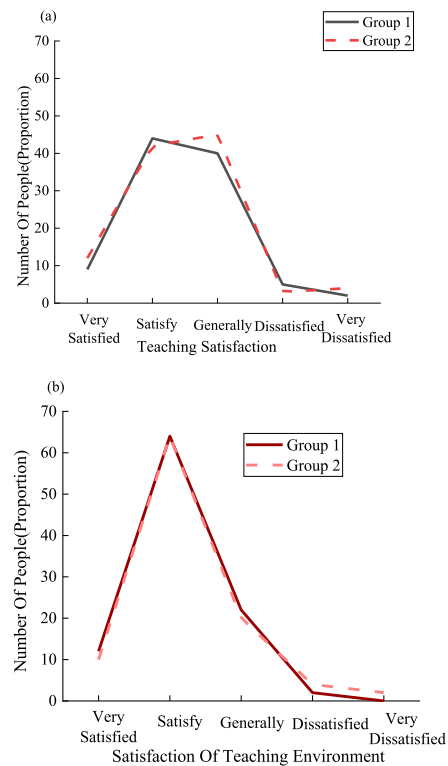 (a)
Group 1
Group 2
70
60
50
40
30
20
10
0
Number Of People(Proportion)
Very
Satisfied
Satisfy
Generally
Dissatisfied
Very
Dissatisfied
Teaching Satisfaction
(b)
Group 1
Group 2
70
60
50
40
30
20
10
0
Number Of People(Proportion)
Very
Satisfied
Satisfy
Generally
Dissatisfied
Very
Dissatisfied
Satisfaction Of Teaching Environment